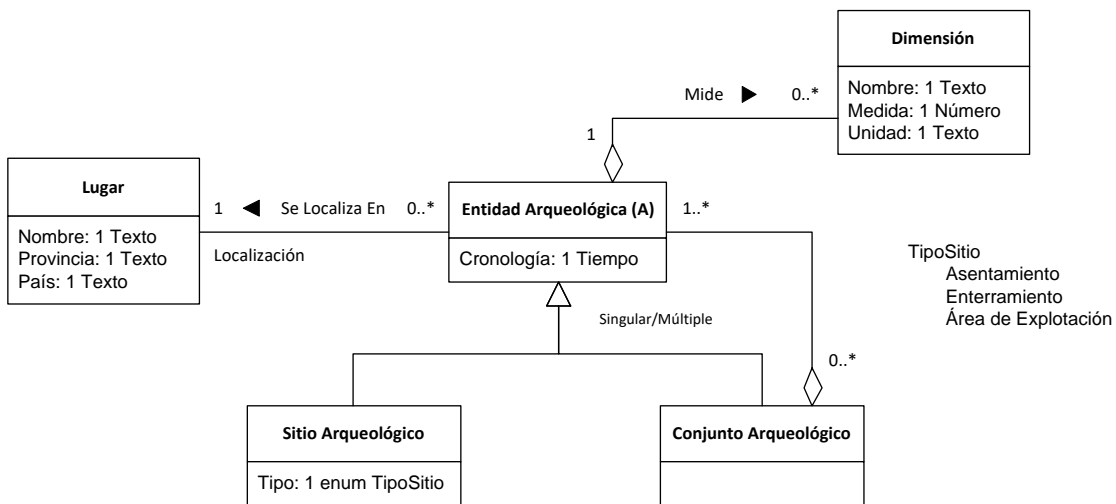 Dimensión
Nombre: 1 Texto
Medida: 1 Número
Unidad: 1 Texto
Mide ▶ 0..*
1
Lugar
Nombre: 1 Texto
Provincia: 1 Texto
País: 1 Texto
1 ◀ Se Localiza En 0..*
Localización
Entidad Arqueológica (A)
Cronología: 1 Tiempo
1..*
TipoSitio
Asentamiento
Enterramiento
Área de Explotación
Singular/Múltiple
0..*
Sitio Arqueológico
Tipo: 1 enum TipoSitio
Conjunto Arqueológico